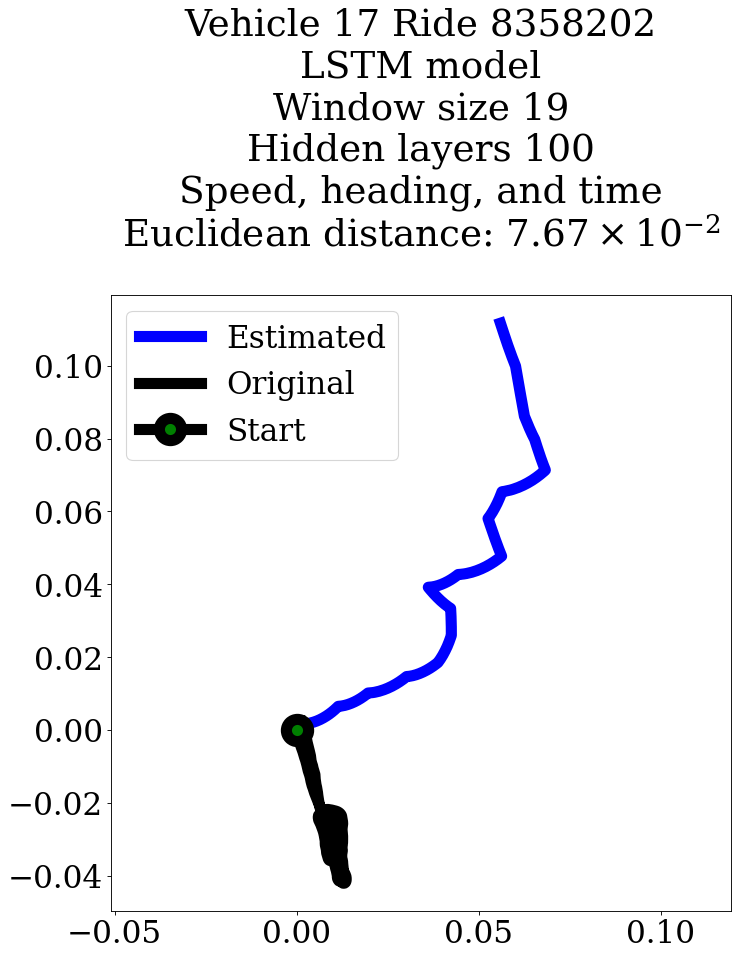 Vehicle 17 Ride 8358202
LSTM model
Window size 19
Hidden layers 100
Speed, heading, and time
Euclidean distance: 7.67 × 10⁻²
Estimated
Original
Start
0.10
0.08
0.06
0.04
0.02
0.00
−0.02
−0.04
−0.05 0.00 0.05 0.10